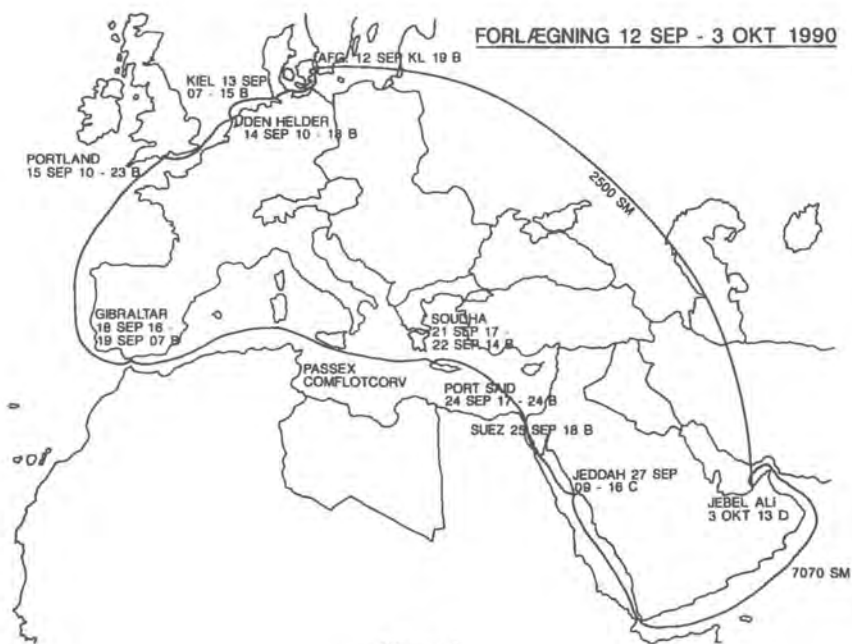 FORLÆGNING 12 SEP - 3 OKT 1990
AFG. 12 SEP KL 19 B
KIEL 13 SEP
07 - 15 B
DEN HELDER
14 SEP 10 - 18 B
PORTLAND
15 SEP 10 - 23 B
2500 SM
GIBRALTAR
18 SEP 16 -
19 SEP 07 B
SOUDHA
21 SEP 17 -
22 SEP 14 B
PASSEX
COMFLOTCORV
PORT SAID
24 SEP 17 - 24 B
SUEZ 25 SEP 18 B
JEDDAH 27 SEP
09 - 16 C
JEBEL ALI
3 OKT 13 D
7070 SM